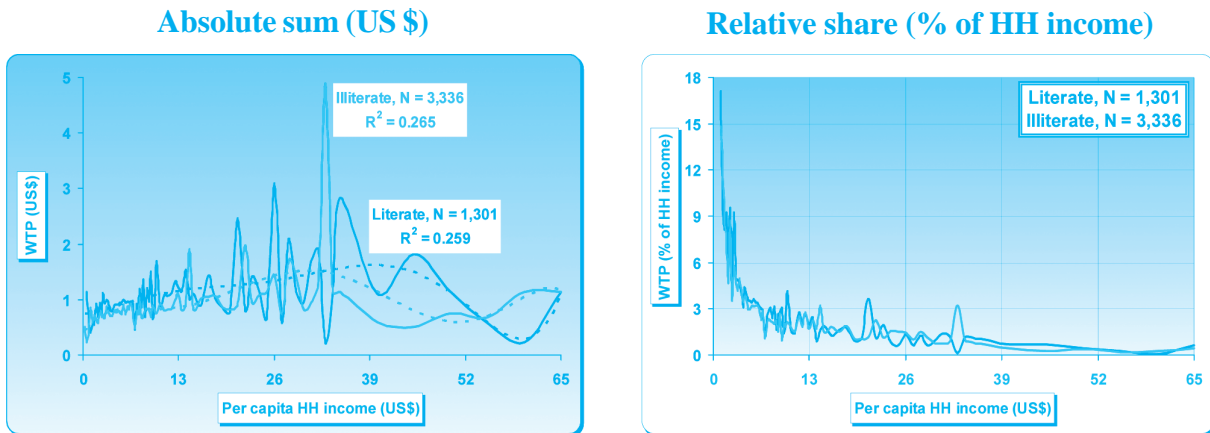 Absolute sum (US $)
5
4
3
2
1
0
WTP (US$)
Illiterate, N = 3,336
R² = 0.265
Literate, N = 1,301
R² = 0.259
0 13 26 39 52 65
Per capita HH income (US$)
Relative share (% of HH income)
18
15
12
9
6
3
0
WTP (% of HH income)
Literate, N = 1,301
Illiterate, N = 3,336
0 13 26 39 52 65
Per capita HH income (US$)